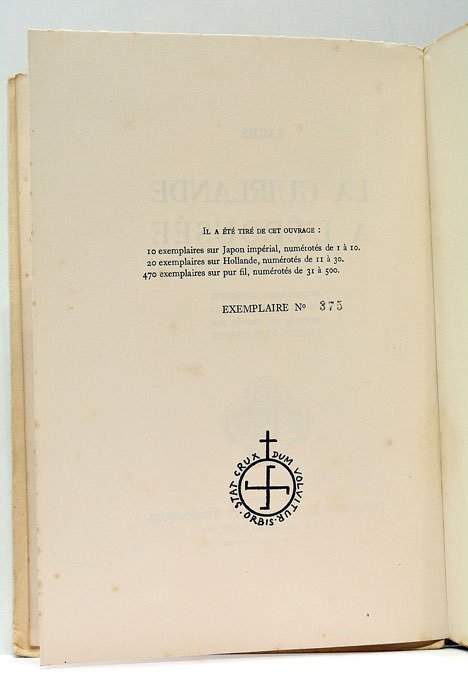 IL A ÉTÉ TIRÉ DE CET OUVRAGE :
10 exemplaires sur Japon impérial, numérotés de 1 à 10.
20 exemplaires sur Hollande, numérotés de 11 à 30.
470 exemplaires sur pur fil, numérotés de 31 à 500.
EXEMPLAIRE Nº 375
STAT CRUX DUM VOLVITUR ORBIS